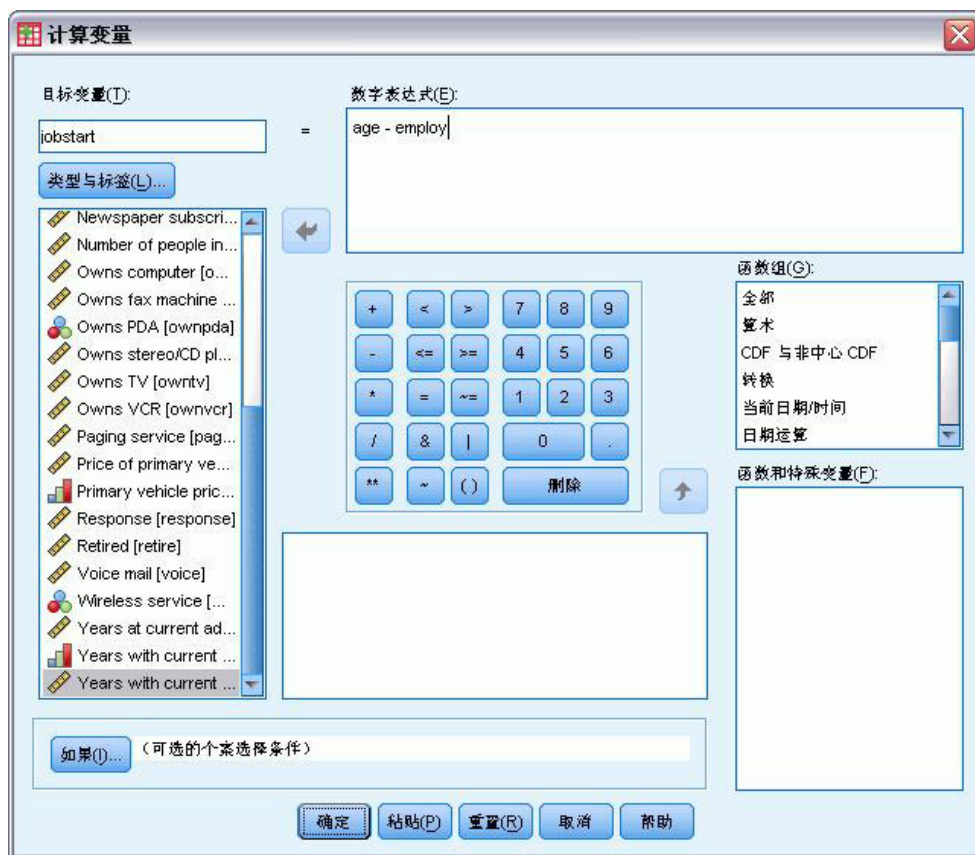 计算变量
目标变量(T):
jobstart
=
数字表达式(E):
age - employ
类型与标签(L)...
Newspaper subscri...
Number of people in...
Owns computer [o...
Owns fax machine ...
Owns PDA [ownpda]
Owns stereo/CD pl...
Owns TV [owntv]
Owns VCR [ownvcr]
Paging service [pag...
Price of primary ve...
Primary vehicle pric...
Response [response]
Retired [retire]
Voice mail [voice]
Wireless service [...
Years at current ad...
Years with current ...
Years with current ...
+ < > 7 8 9
- <= >= 4 5 6
* = ~= 1 2 3
/ & | 0 .
** ~ ( ) 删除
函数组(G):
全部
算术
CDF 与非中心 CDF
转换
当前日期/时间
日期运算
函数和特殊变量(F):
如果(I)...
(可选的个案选择条件)
确定
粘贴(P)
重置(R)
取消
帮助